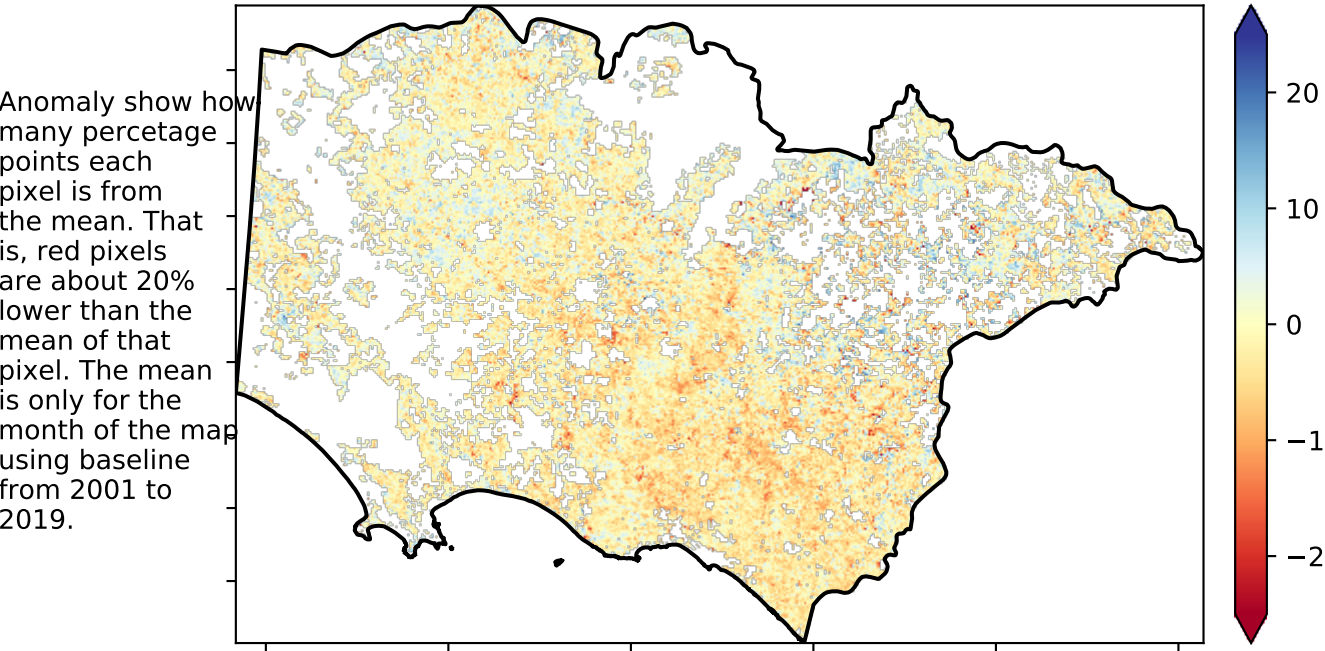 Anomaly show how
many percetage
points each
pixel is from
the mean. That
is, red pixels
are about 20%
lower than the
mean of that
pixel. The mean
is only for the
month of the map
using baseline
from 2001 to
2019.
20
10
0
−1
−2